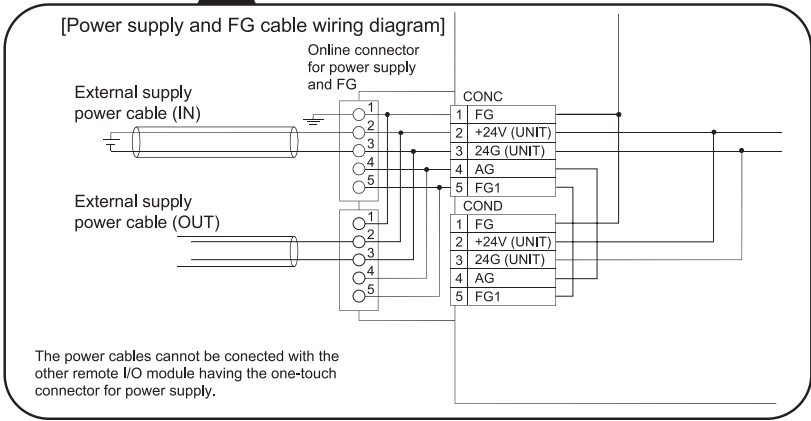 [Power supply and FG cable wiring diagram]
Online connector
for power supply
and FG
External supply
power cable (IN)
1
2
3
4
5
CONC
1 FG
2 +24V (UNIT)
3 24G (UNIT)
4 AG
5 FG1
External supply
power cable (OUT)
1
2
3
4
5
COND
1 FG
2 +24V (UNIT)
3 24G (UNIT)
4 AG
5 FG1
The power cables cannot be conected with the
other remote I/O module having the one-touch
connector for power supply.